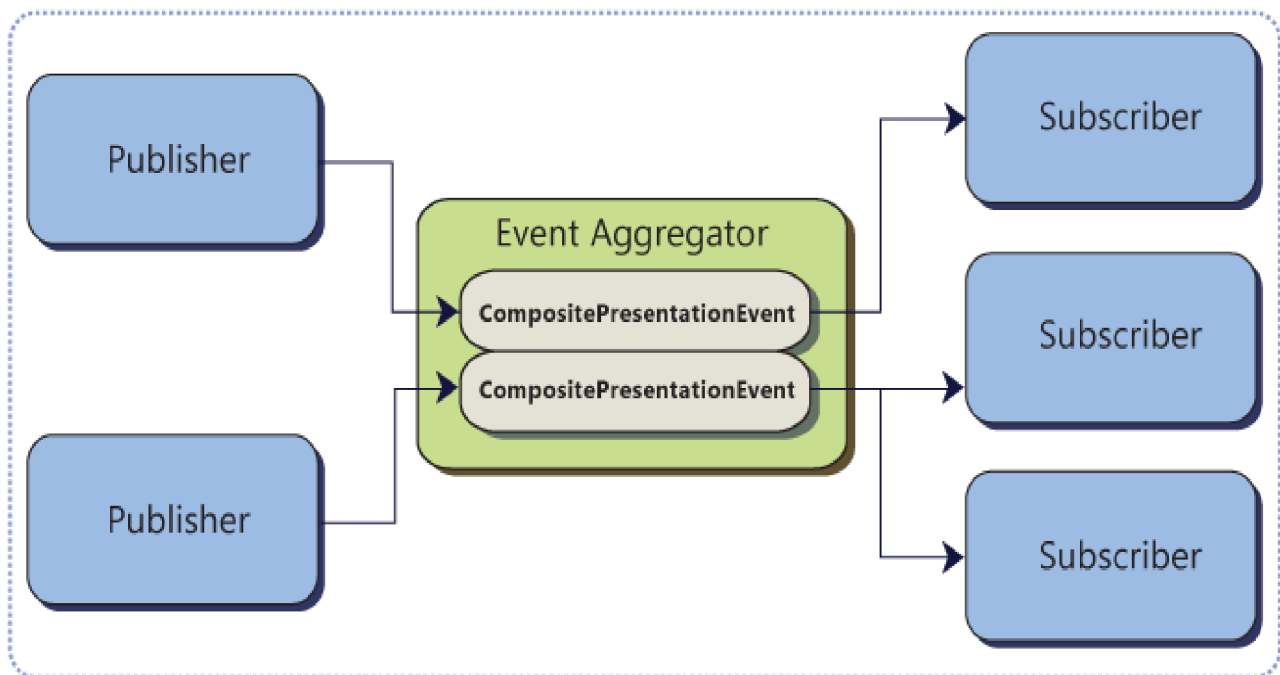 Publisher
Publisher
Event Aggregator
CompositePresentationEvent
CompositePresentationEvent
Subscriber
Subscriber
Subscriber